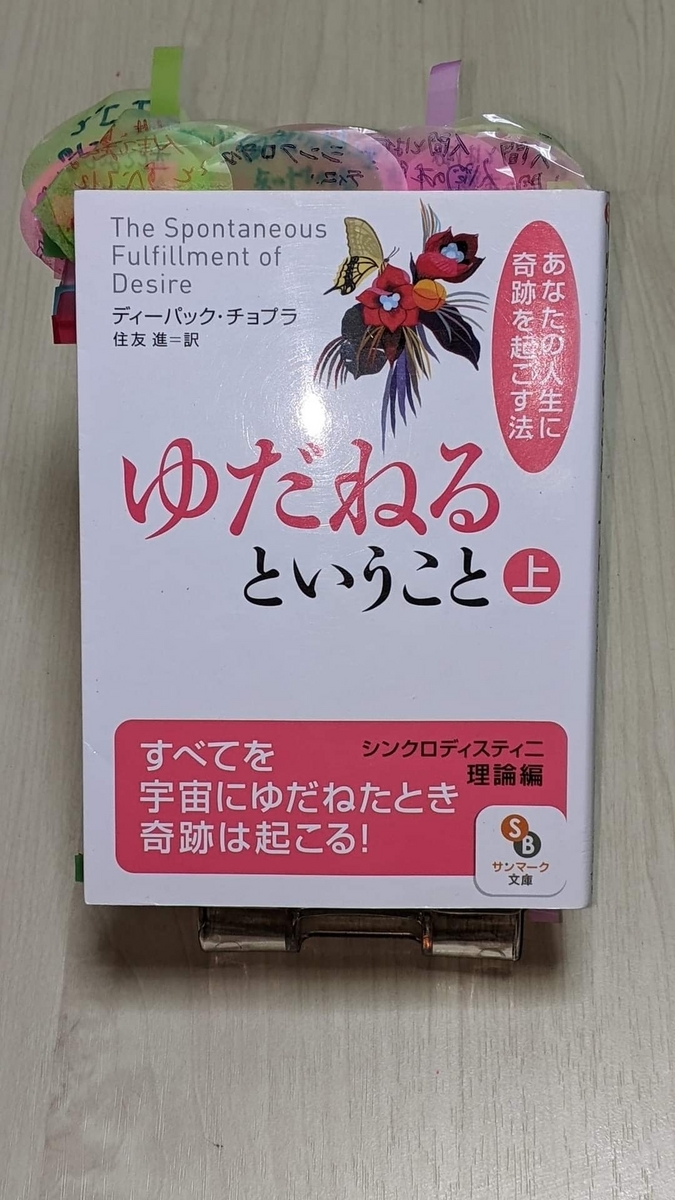 The Spontaneous
Fulfillment of
Desire
ディーパック・チョプラ
住友 進＝訳
あなたの人生に
奇跡を起こす法
ゆだねる
ということ 上
すべてを
宇宙にゆだねたとき
奇跡は起こる!
シンクロディスティニ
理論編
SB
サンマーク
文庫